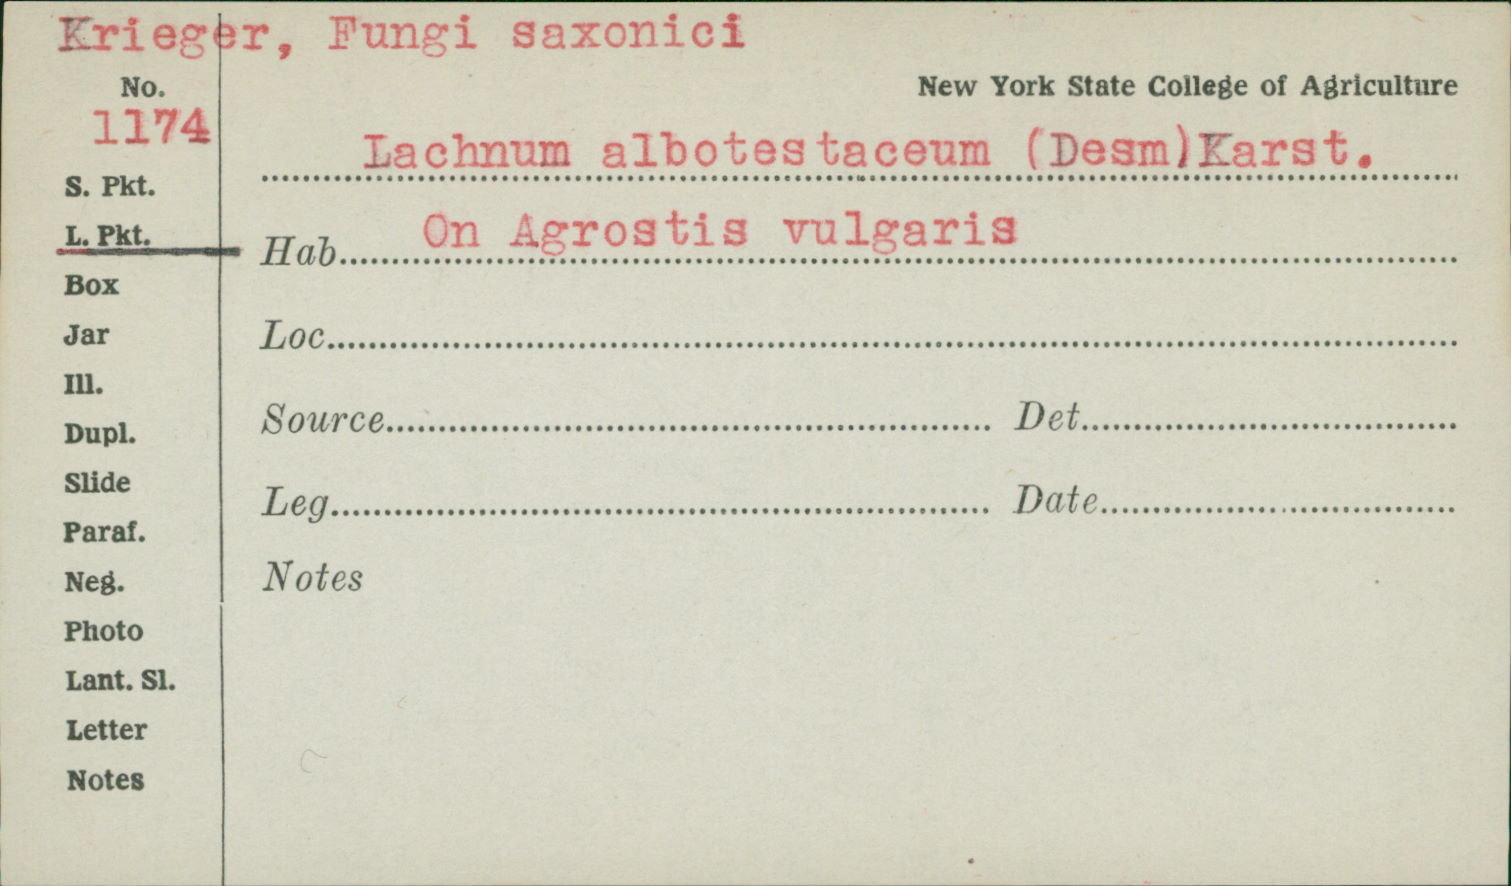 Krieger, Fungi saxonici
No.
New York State College of Agriculture
1174
Lachnum albotestaceum (Desm)Karst.
S. Pkt.
L. Pkt.
Hab. On Agrostis vulgaris
Box
Jar
Loc.
Ill.
Dupl.
Source Det.
Slide
Leg. Date
Paraf.
Neg.
Notes
Photo
Lant. Sl.
Letter
Notes